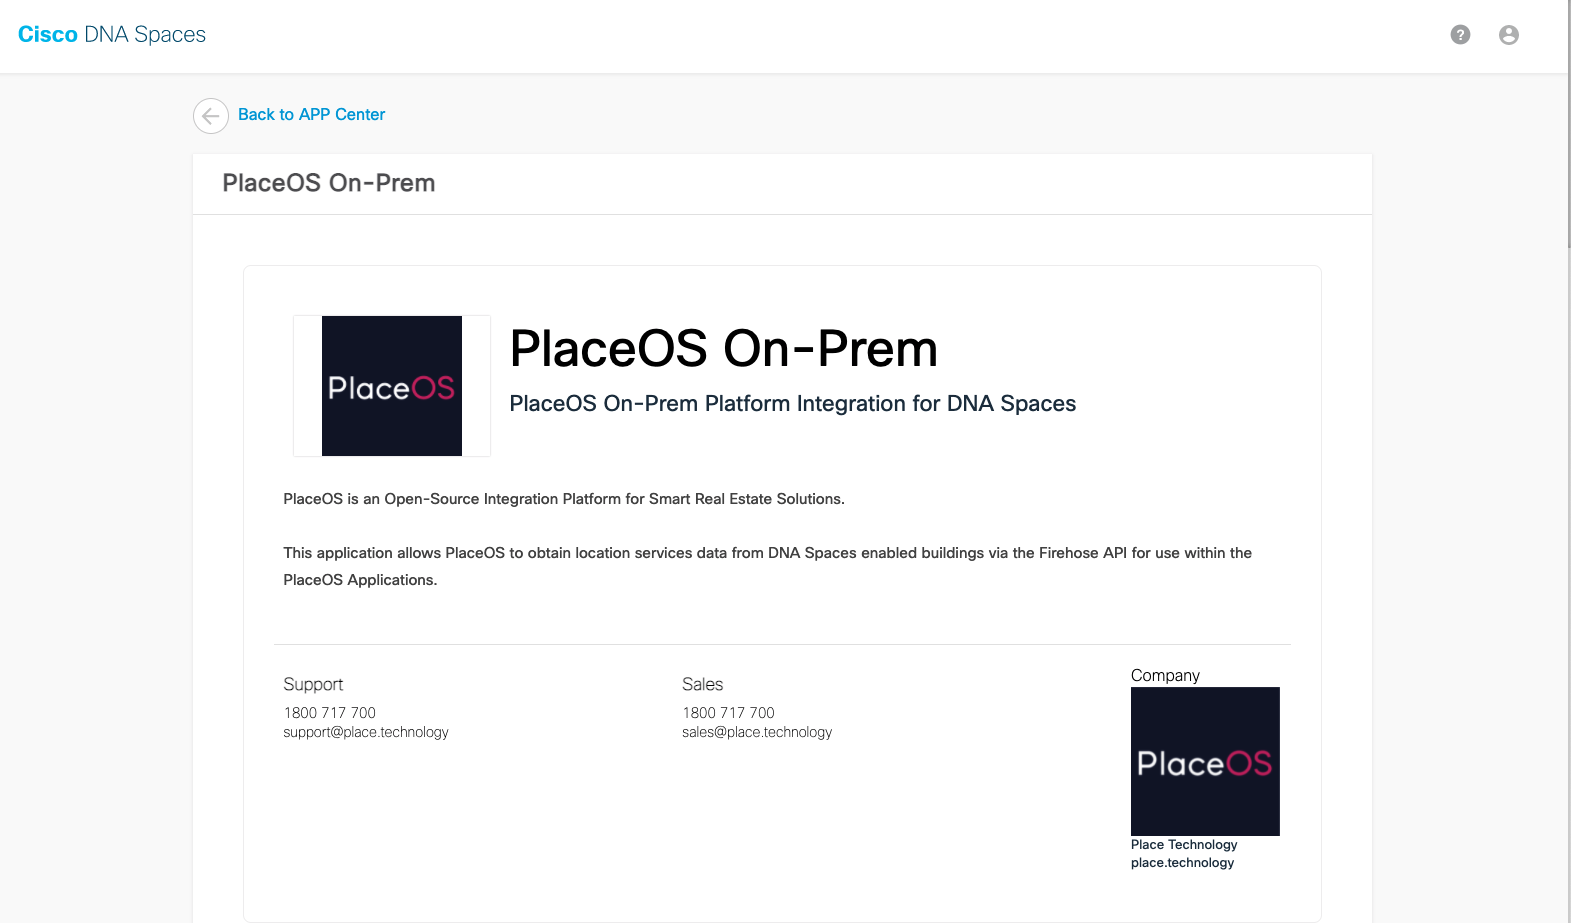 Cisco DNA Spaces
?
Back to APP Center
PlaceOS On-Prem
PlaceOS
PlaceOS On-Prem
PlaceOS On-Prem Platform Integration for DNA Spaces
PlaceOS is an Open-Source Integration Platform for Smart Real Estate Solutions.
This application allows PlaceOS to obtain location services data from DNA Spaces enabled buildings via the Firehose API for use within the
PlaceOS Applications.
Support
1800 717 700
support@place.technology
Sales
1800 717 700
sales@place.technology
Company
PlaceOS
Place Technology
place.technology